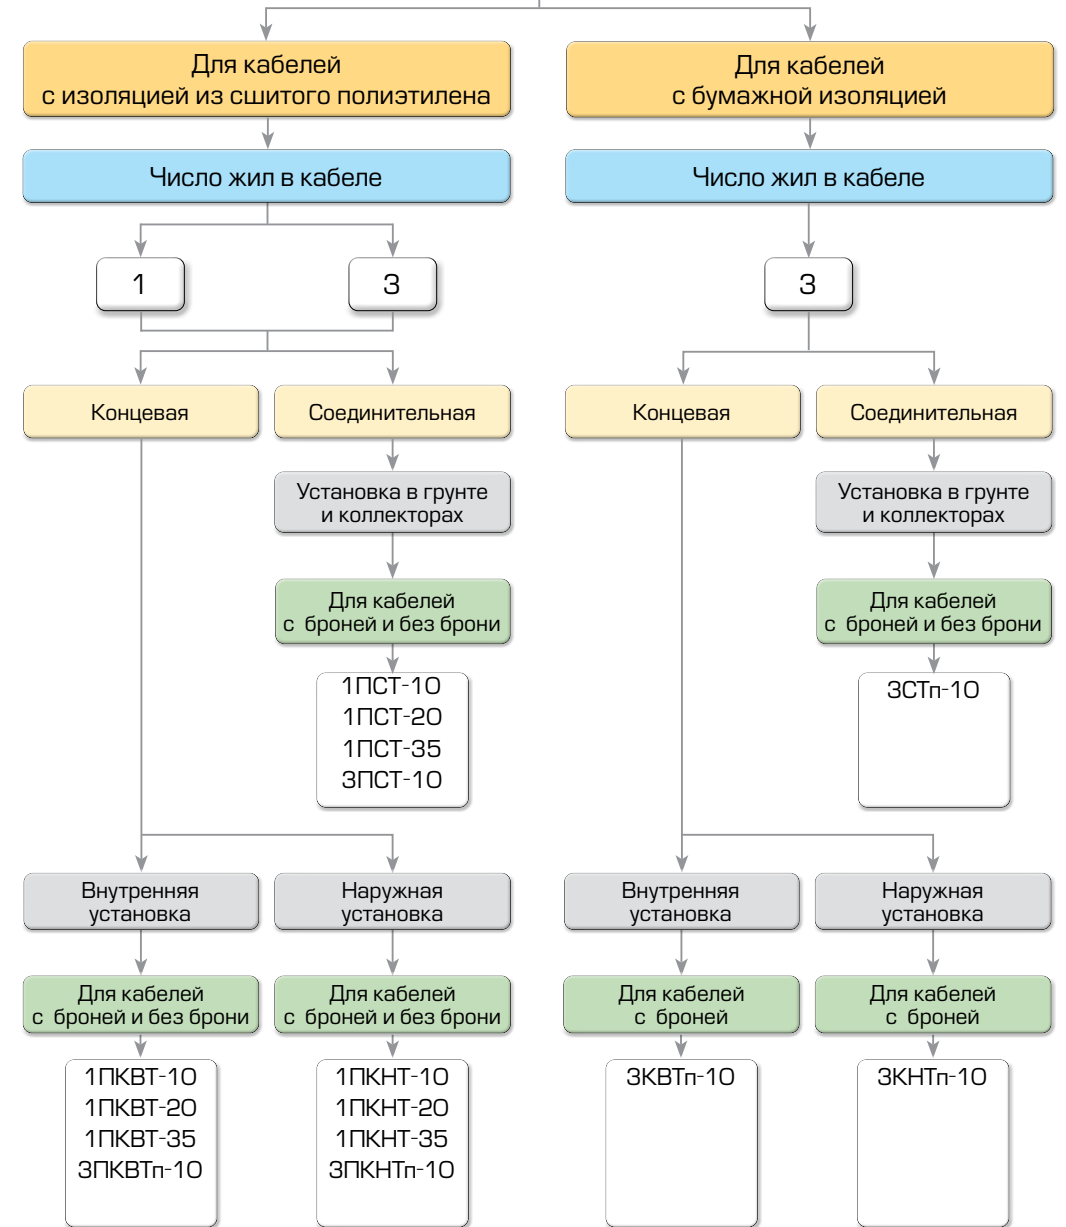 Для кабелей
с изоляцией из сшитого полиэтилена
Для кабелей
с бумажной изоляцией
Число жил в кабеле
Число жил в кабеле
1
3
3
Концевая
Соединительная
Концевая
Соединительная
Установка в грунте
и коллекторах
Установка в грунте
и коллекторах
Для кабелей
с броней и без брони
Для кабелей
с броней и без брони
1ПСТ-10
1ПСТ-20
1ПСТ-35
3ПСТ-10
3СТп-10
Внутренняя
установка
Наружная
установка
Внутренняя
установка
Наружная
установка
Для кабелей
с броней и без брони
Для кабелей
с броней и без брони
Для кабелей
с броней
Для кабелей
с броней
1ПКВТ-10
1ПКВТ-20
1ПКВТ-35
3ПКВТп-10
1ПКНТ-10
1ПКНТ-20
1ПКНТ-35
3ПКНТп-10
3КВТп-10
3КНТп-10